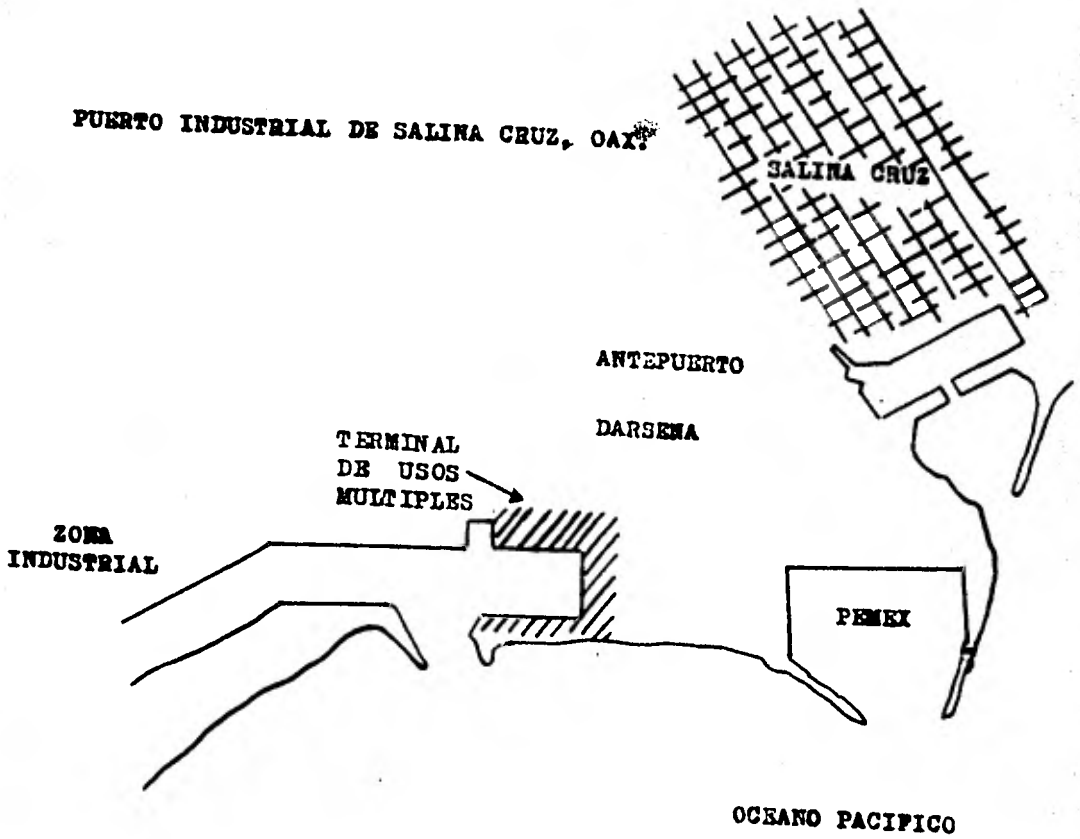 PUERTO INDUSTRIAL DE SALINA CRUZ, OAX.
SALINA CRUZ
ANTEPUERTO
DARSENA
TERMINAL
DE USOS
MULTIPLES
ZONA
INDUSTRIAL
PEMEX
OCEANO PACIFICO